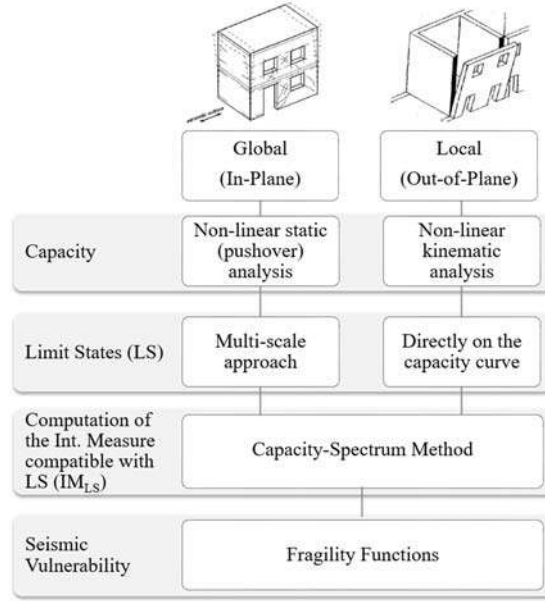 Global
(In-Plane)
Local
(Out-of-Plane)
Capacity
Non-linear static
(pushover)
analysis
Non-linear
kinematic
analysis
Limit States (LS)
Multi-scale
approach
Directly on the
capacity curve
Computation of
the Int. Measure
compatible with
LS (IM_LS)
Capacity-Spectrum Method
Seismic
Vulnerability
Fragility Functions